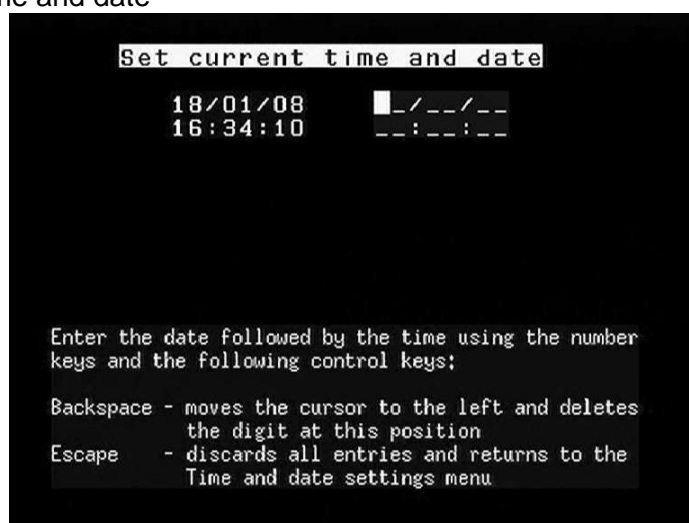 me and date
Set current time and date
18/01/08 █_/__/__
16:34:10 __:__:__
Enter the date followed by the time using the number
keys and the following control keys:
Backspace - moves the cursor to the left and deletes
the digit at this position
Escape - discards all entries and returns to the
Time and date settings menu